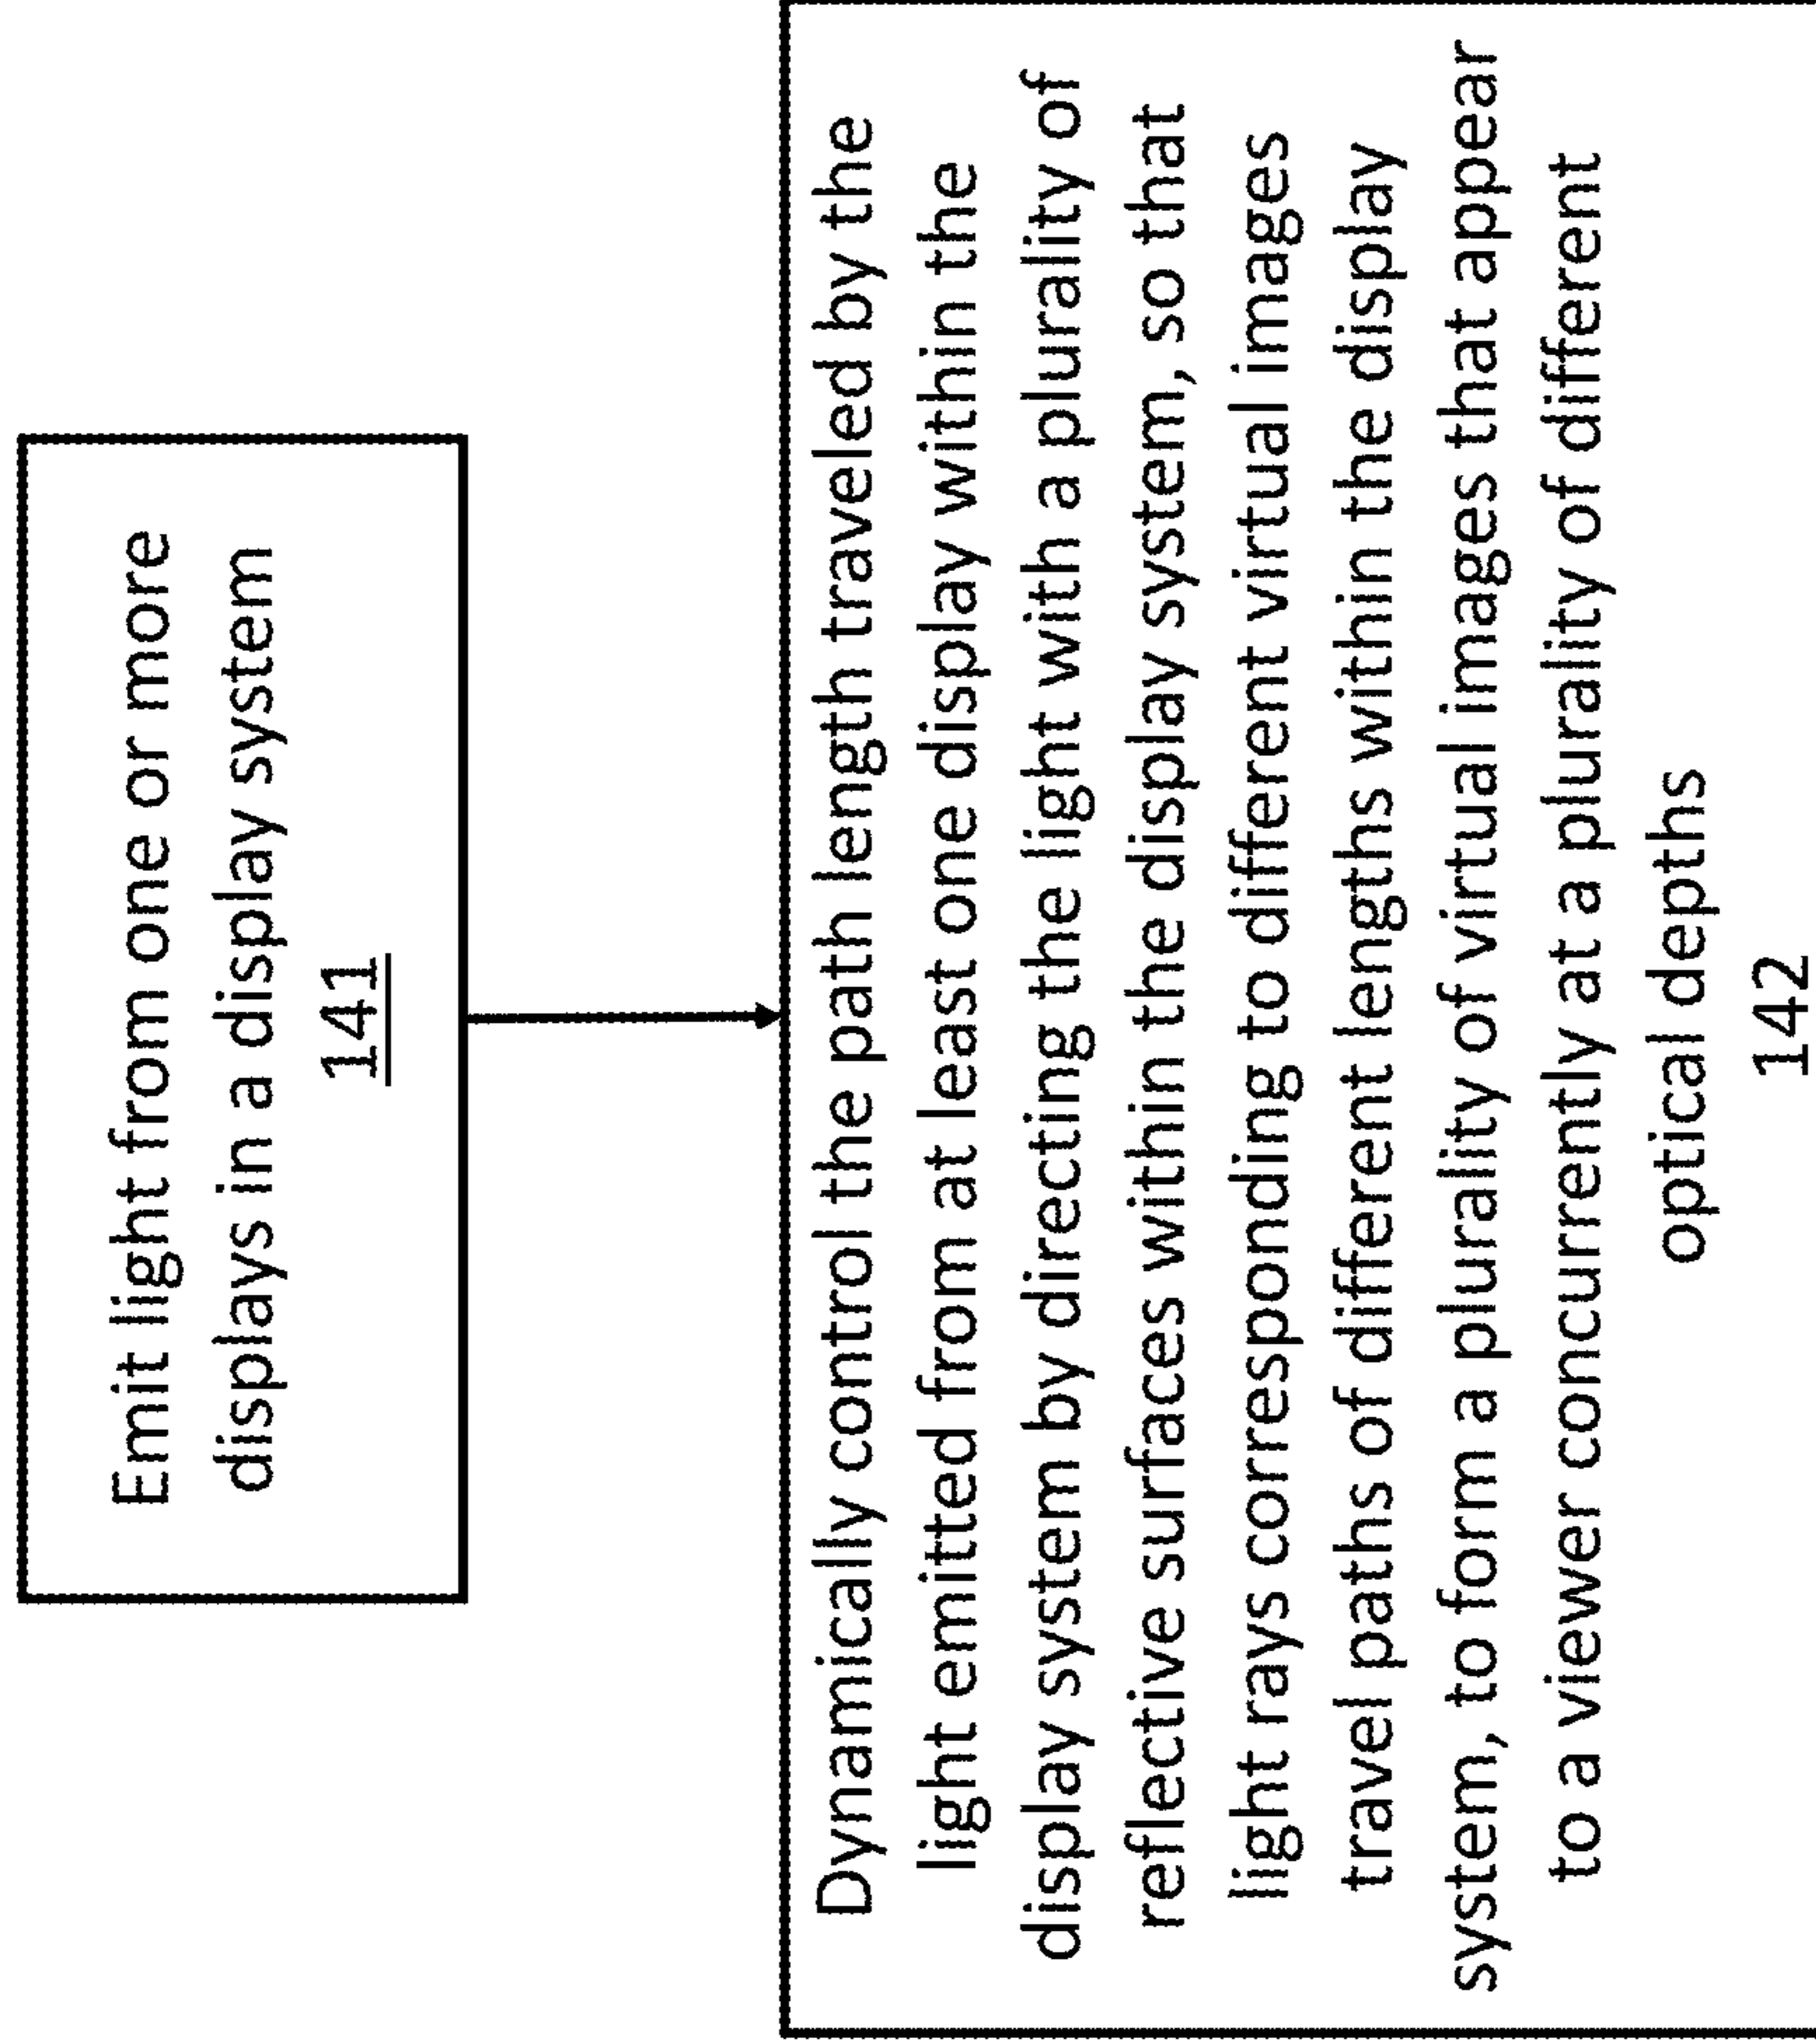 Emit light from one or more
displays in a display system
141
Dynamically control the path length traveled by the
light emitted from at least one display within the
display system by directing the light with a plurality of
reflective surfaces within the display system, so that
light rays corresponding to different virtual images
travel paths of different lengths within the display
system, to form a plurality of virtual images that appear
to a viewer concurrently at a plurality of different
optical depths
142